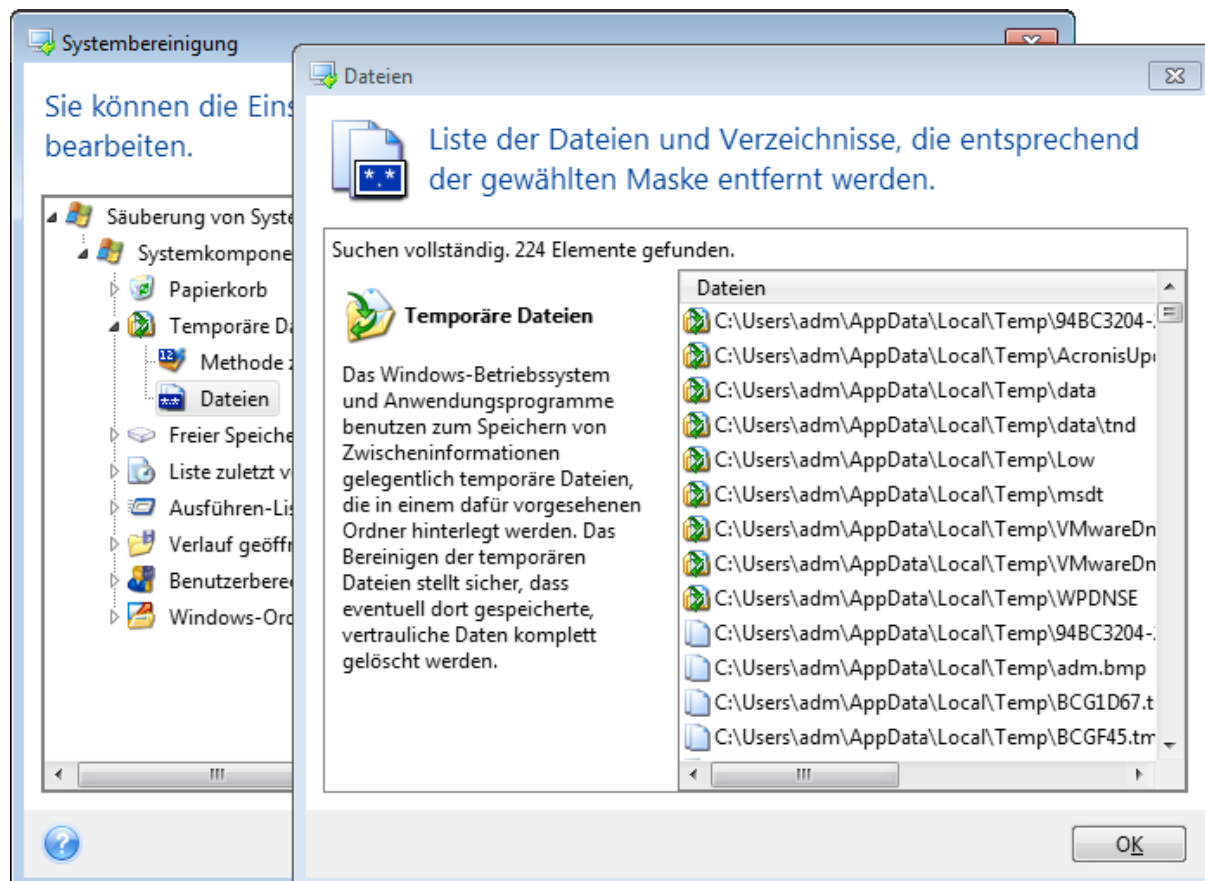 Systembereinigung
Sie können die Eins
bearbeiten.
Säuberung von Syste
Systemkompone
Papierkorb
Temporäre Da
Methode z
Dateien
Freier Speiche
Liste zuletzt v
Ausführen-Lis
Verlauf geöffn
Benutzerbere
Windows-Ord
Dateien
Liste der Dateien und Verzeichnisse, die entsprechend
der gewählten Maske entfernt werden.
Suchen vollständig. 224 Elemente gefunden.
Temporäre Dateien
Das Windows-Betriebssystem
und Anwendungsprogramme
benutzen zum Speichern von
Zwischeninformationen
gelegentlich temporäre Dateien,
die in einem dafür vorgesehenen
Ordner hinterlegt werden. Das
Bereinigen der temporären
Dateien stellt sicher, dass
eventuell dort gespeicherte,
vertrauliche Daten komplett
gelöscht werden.
Dateien
C:\Users\adm\AppData\Local\Temp\94BC3204-
C:\Users\adm\AppData\Local\Temp\AcronisUp
C:\Users\adm\AppData\Local\Temp\data
C:\Users\adm\AppData\Local\Temp\data\tnd
C:\Users\adm\AppData\Local\Temp\Low
C:\Users\adm\AppData\Local\Temp\msdt
C:\Users\adm\AppData\Local\Temp\VMwareDn
C:\Users\adm\AppData\Local\Temp\VMwareDn
C:\Users\adm\AppData\Local\Temp\WPDNSE
C:\Users\adm\AppData\Local\Temp\94BC3204-
C:\Users\adm\AppData\Local\Temp\adm.bmp
C:\Users\adm\AppData\Local\Temp\BCG1D67.t
C:\Users\adm\AppData\Local\Temp\BCGF45.tm
OK